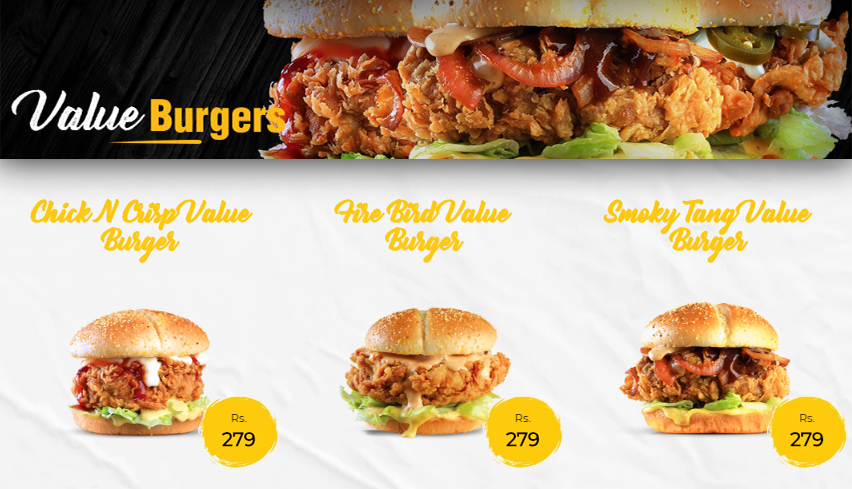 Value Burgers
Chick N Crisp Value
Burger
Fire Bird Value
Burger
Smoky Tang Value
Burger
Rs.
279
Rs.
279
Rs.
279